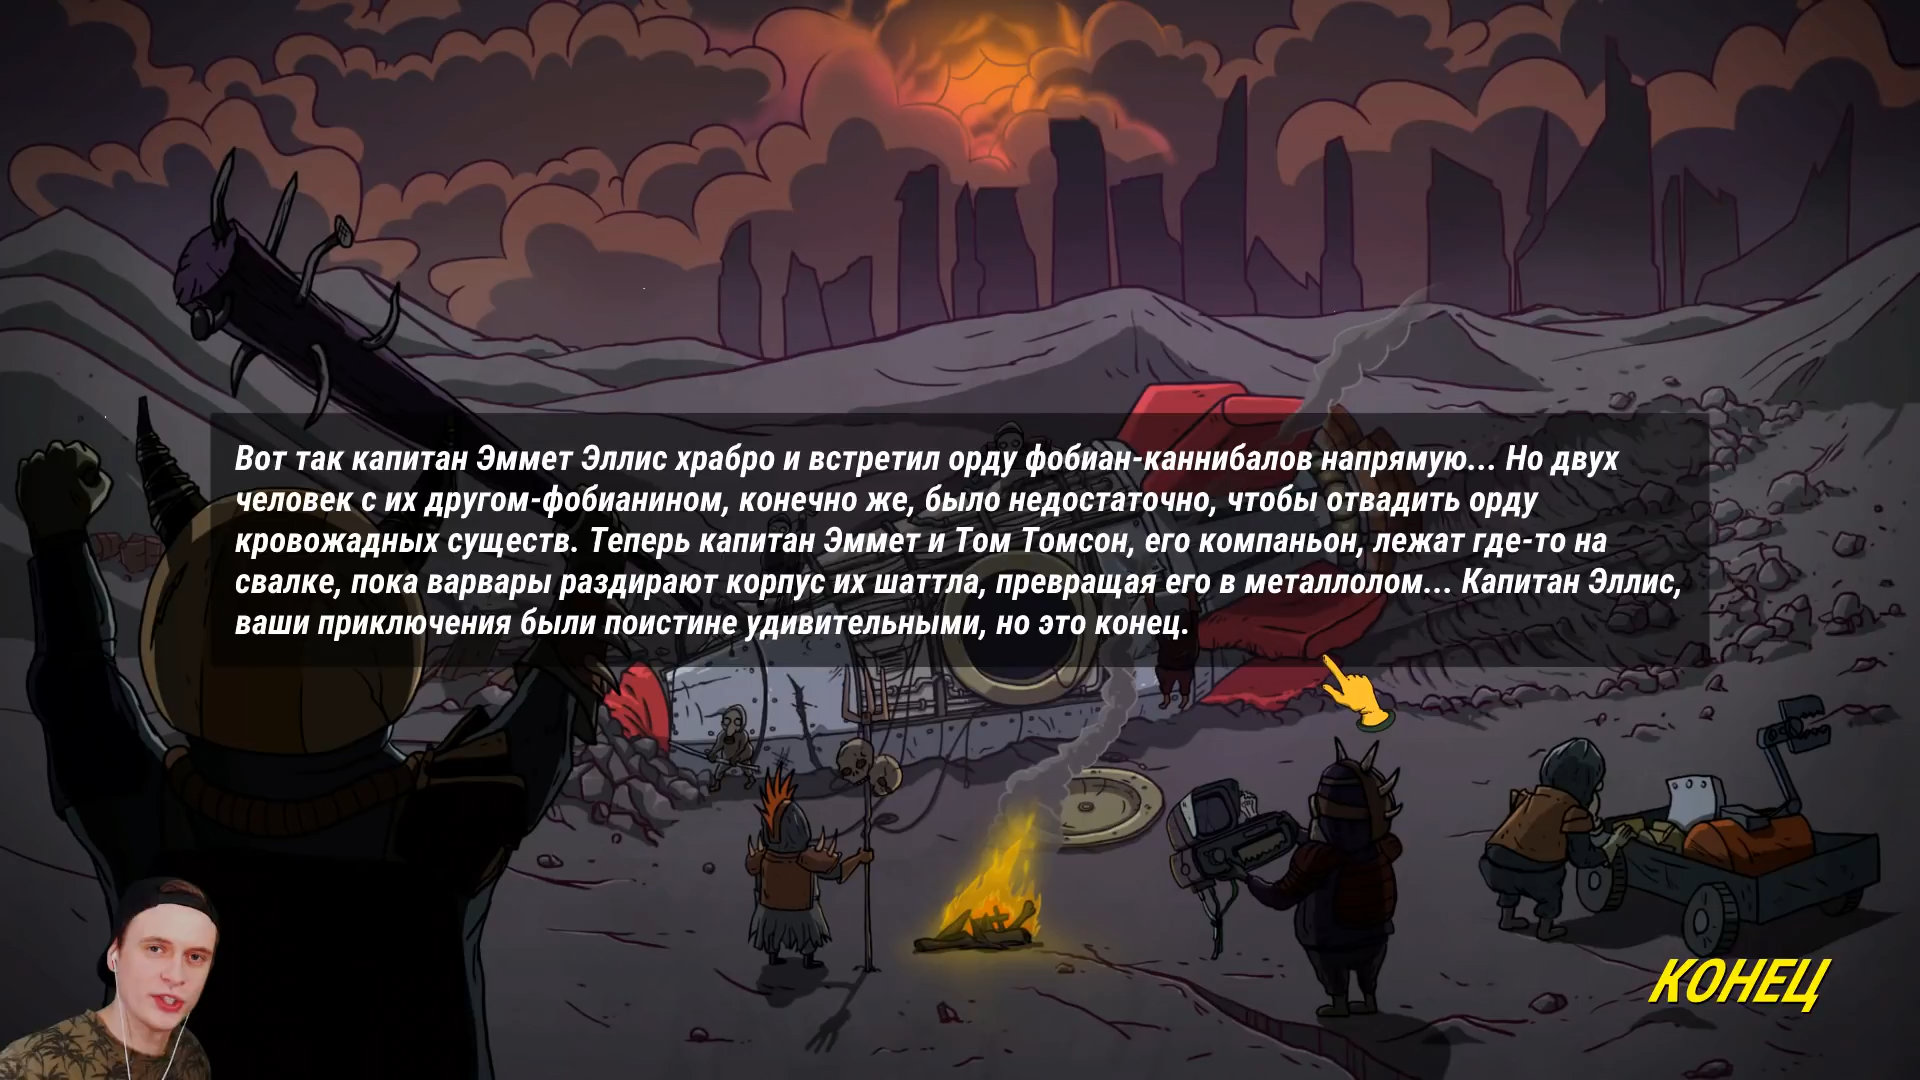 Вот так капитан Эммет Эллис храбро и встретил орду фобиан-каннибалов напрямую... Но двух
человек с их другом-фобианином, конечно же, было недостаточно, чтобы отвадить орду
кровожадных существ. Теперь капитан Эммет и Том Томсон, его компаньон, лежат где-то на
свалке, пока варвары раздирают корпус их шаттла, превращая его в металлолом... Капитан Эллис,
ваши приключения были поистине удивительными, но это конец.
КОНЕЦ